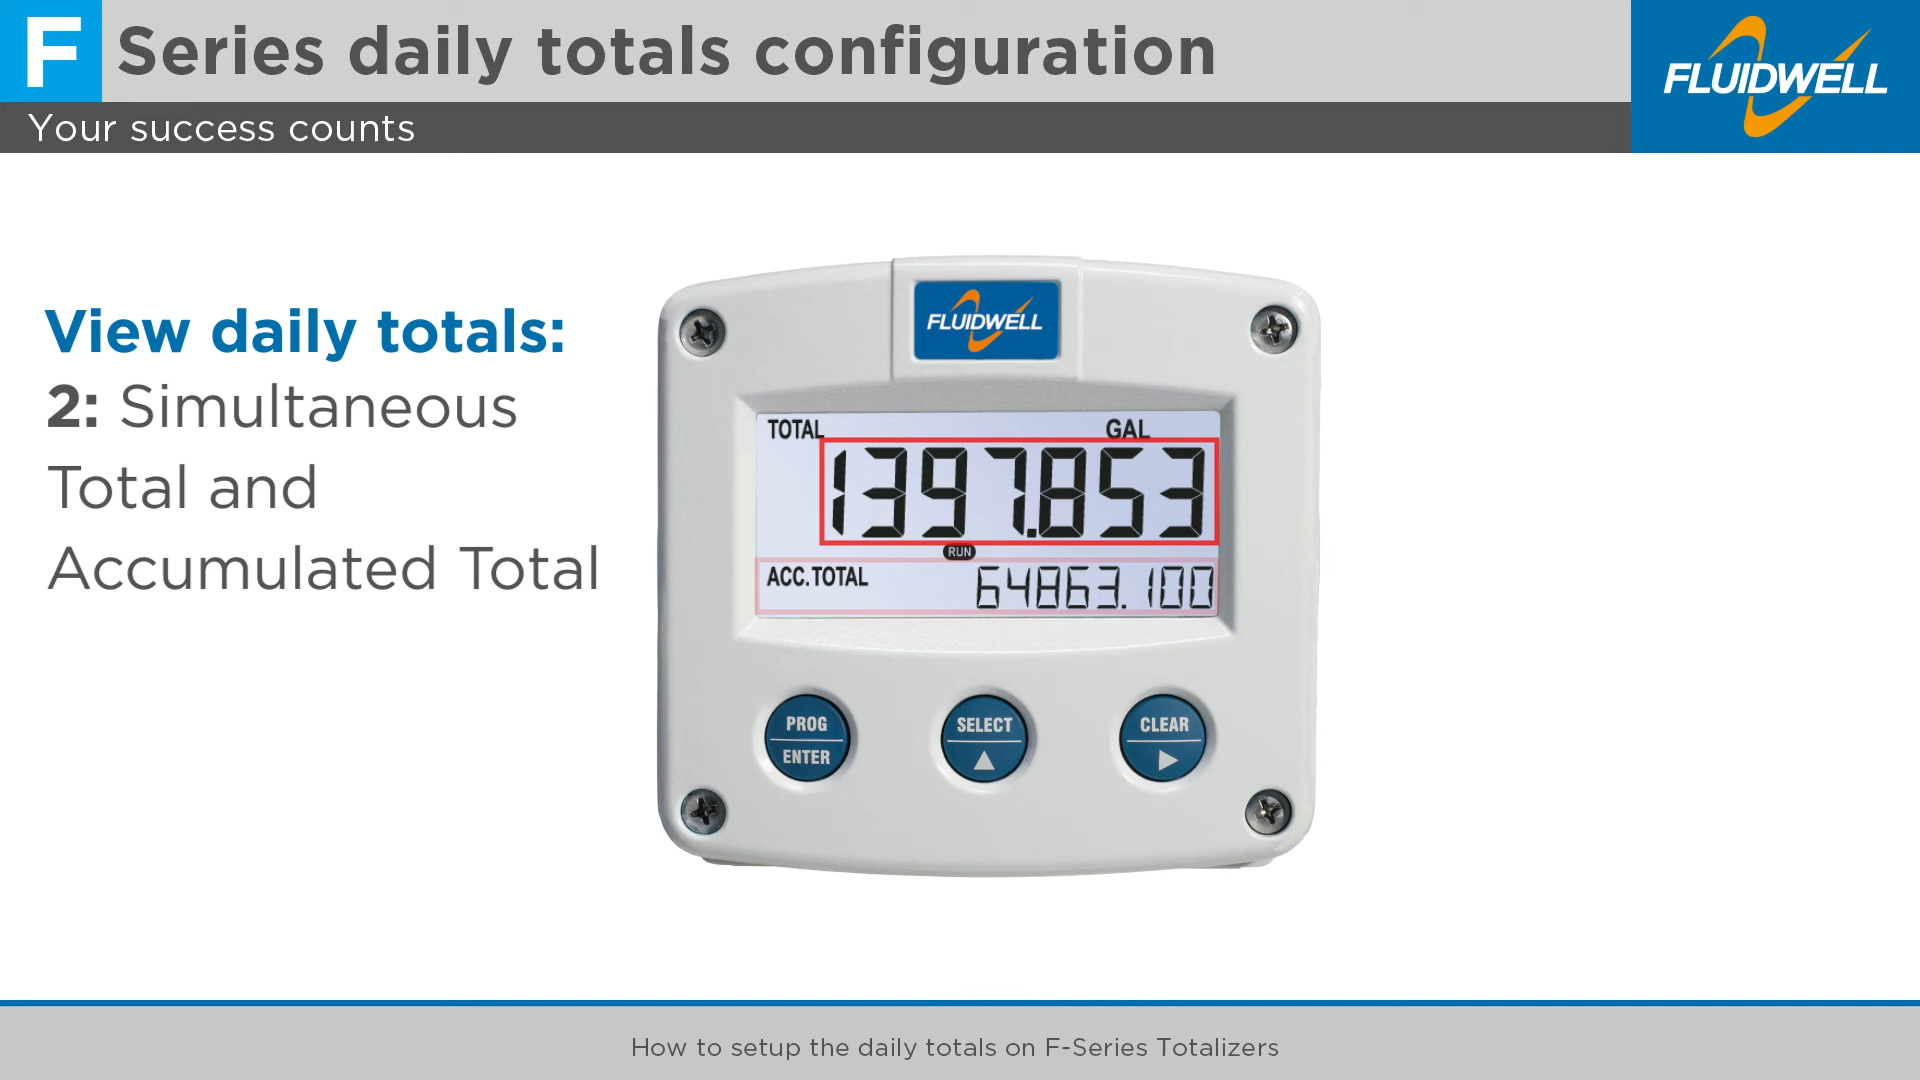 F Series daily totals configuration
Your success counts
FLUIDWELL
View daily totals:
2: Simultaneous
Total and
Accumulated Total
FLUIDWELL
TOTAL GAL
1397.853
RUN
ACC.TOTAL 64863.100
PROG
ENTER
SELECT
CLEAR
How to setup the daily totals on F-Series Totalizers